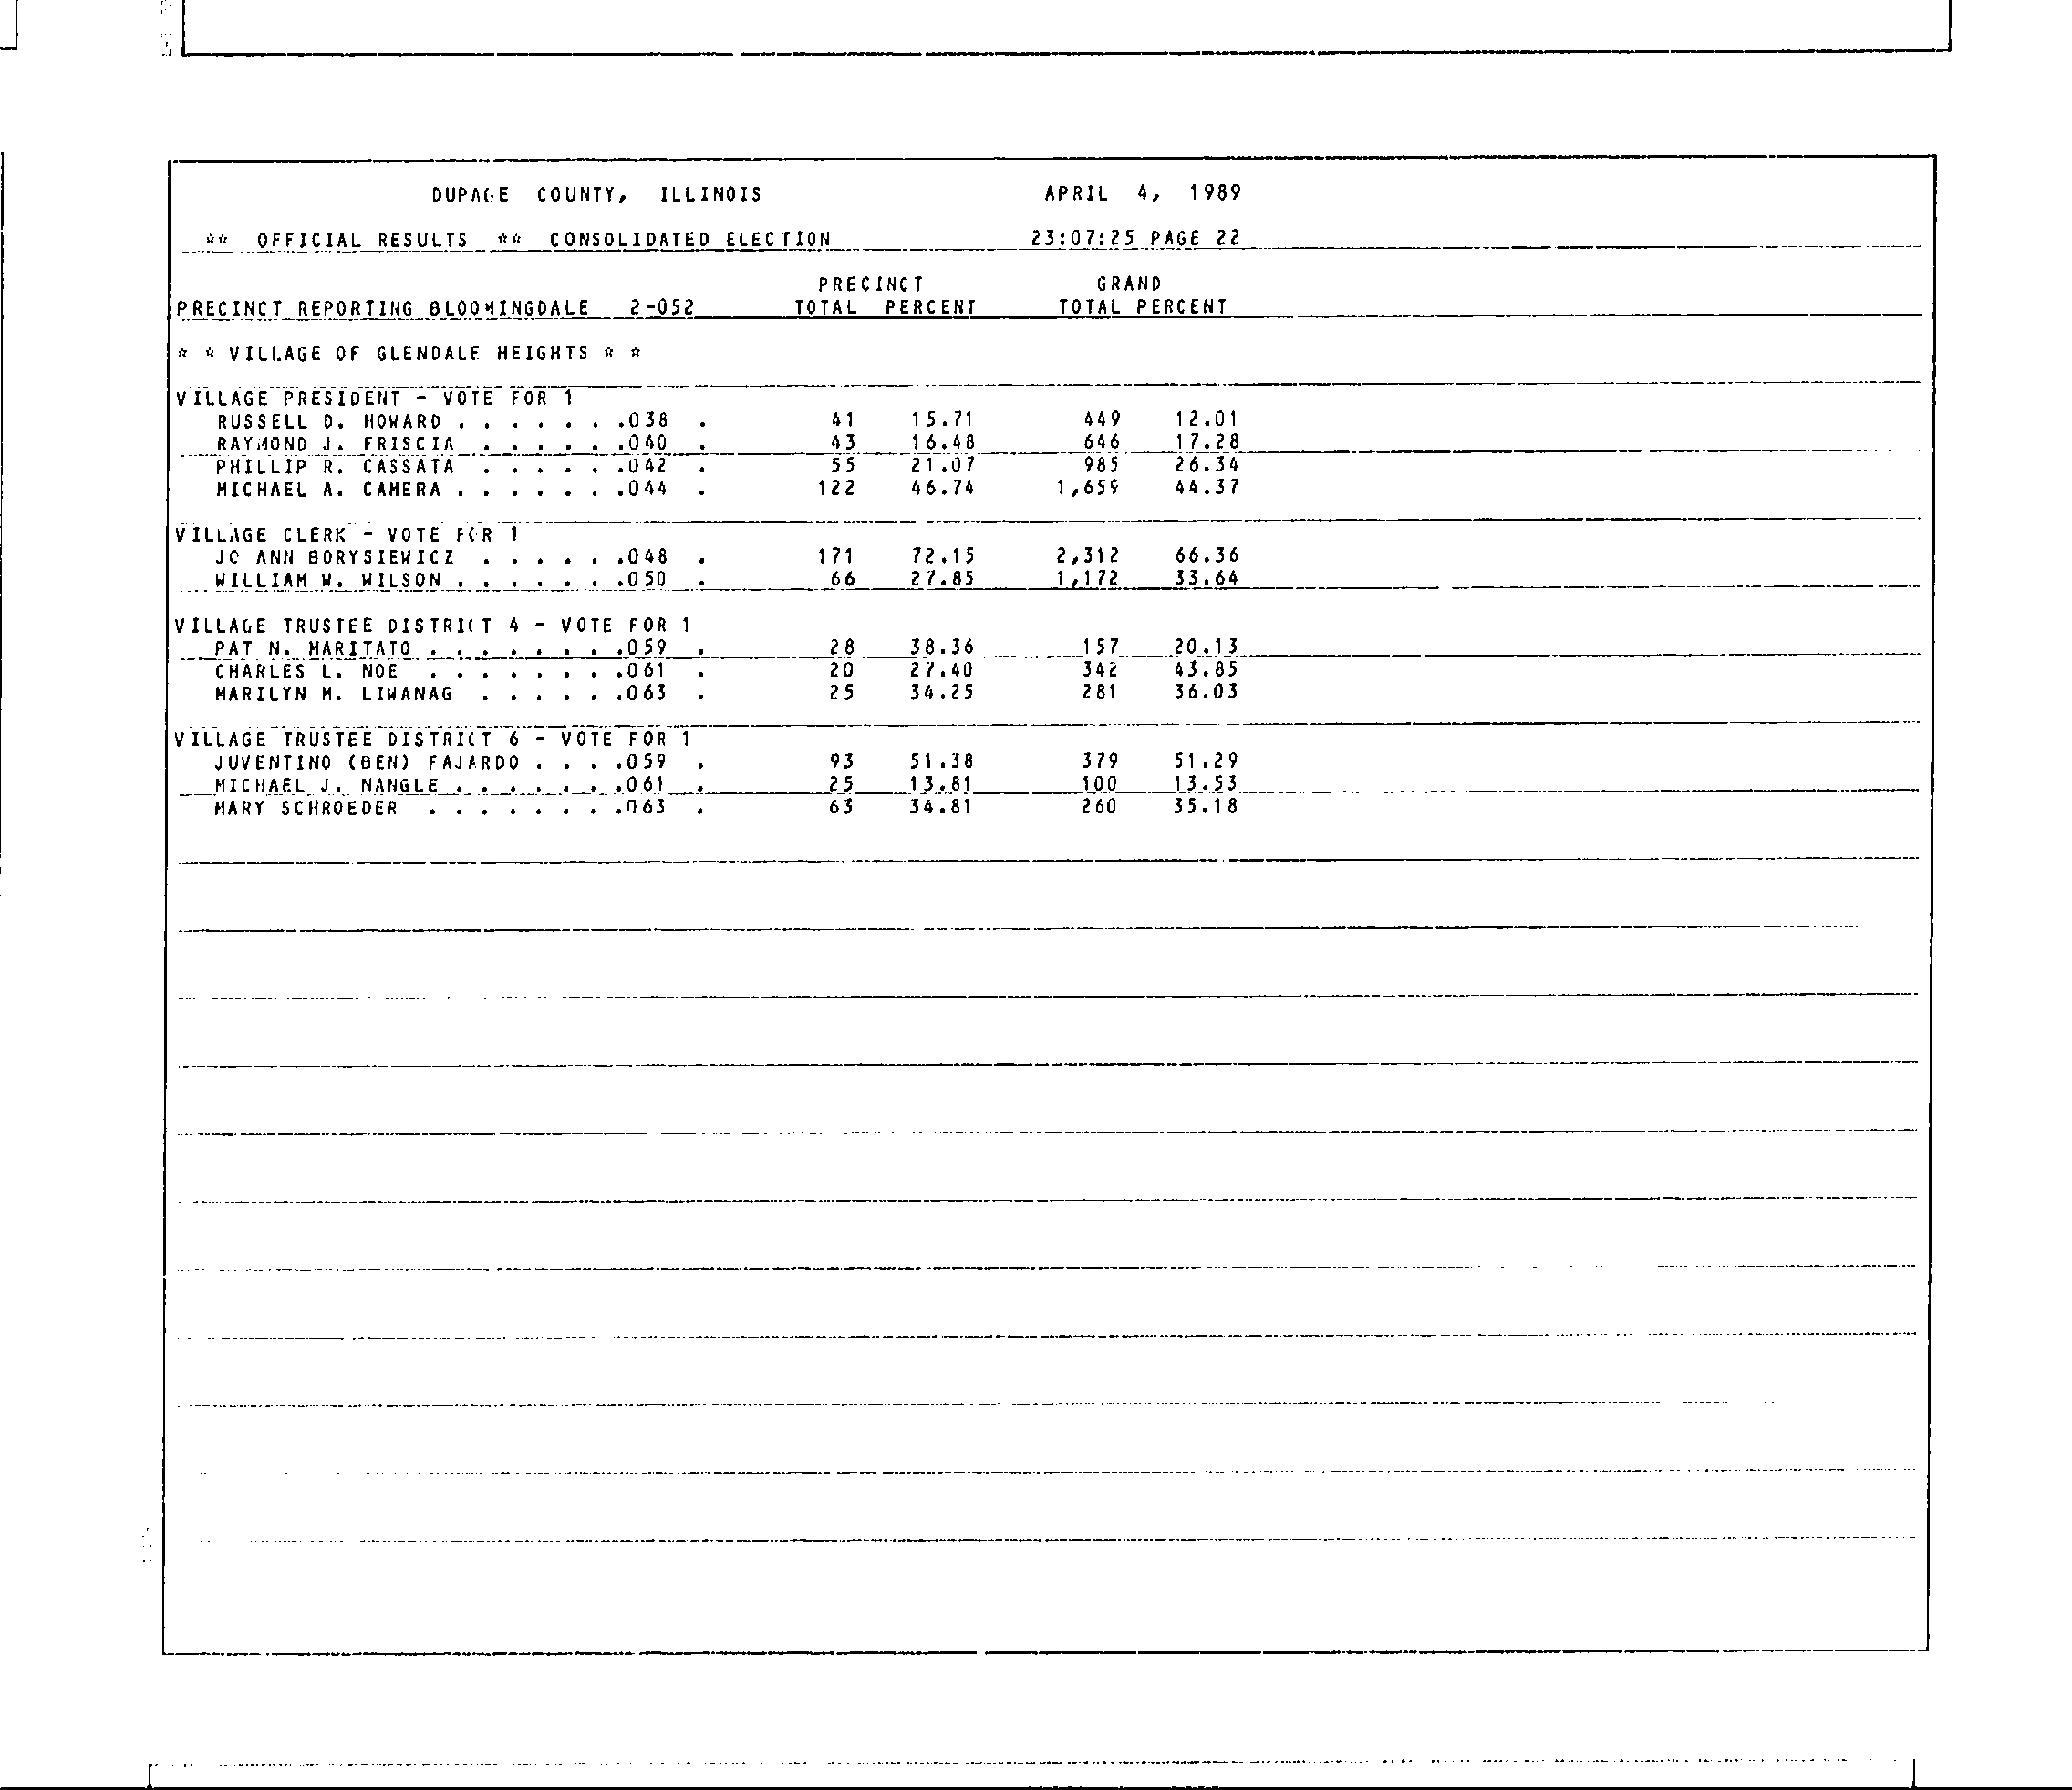 DUPAGE COUNTY, ILLINOIS APRIL 4, 1989
** OFFICIAL RESULTS ** CONSOLIDATED ELECTION 23:07:25 PAGE 22
PRECINCT GRAND
PRECINCT REPORTING BLOOMINGDALE 2-052 TOTAL PERCENT TOTAL PERCENT
* * VILLAGE OF GLENDALE HEIGHTS * *
VILLAGE PRESIDENT - VOTE FOR 1
RUSSELL D. HOWARD . . . . . . .038 . 41 15.71 449 12.01
RAYMOND J. FRISCIA . . . . . .040 . 43 16.48 646 17.28
PHILLIP R. CASSATA . . . . . .042 . 55 21.07 985 26.34
MICHAEL A. CAMERA . . . . . . .044 . 122 46.74 1,659 44.37
VILLAGE CLERK - VOTE FOR 1
JO ANN BORYSIEWICZ . . . . . .048 . 171 72.15 2,312 66.36
WILLIAM W. WILSON . . . . . . .050 . 66 27.85 1,172 33.64
VILLAGE TRUSTEE DISTRICT 4 - VOTE FOR 1
PAT N. MARITATO . . . . . . . .059 . 28 38.36 157 20.13
CHARLES L. NOE . . . . . . . .061 . 20 27.40 342 43.85
MARILYN M. LIWANAG . . . . . .063 . 25 34.25 281 36.03
VILLAGE TRUSTEE DISTRICT 6 - VOTE FOR 1
JUVENTINO (BEN) FAJARDO . . . .059 . 93 51.38 379 51.29
MICHAEL J. NANGLE . . . . . . .061 . 25 13.81 100 13.53
MARY SCHROEDER . . . . . . . .063 . 63 34.81 260 35.18